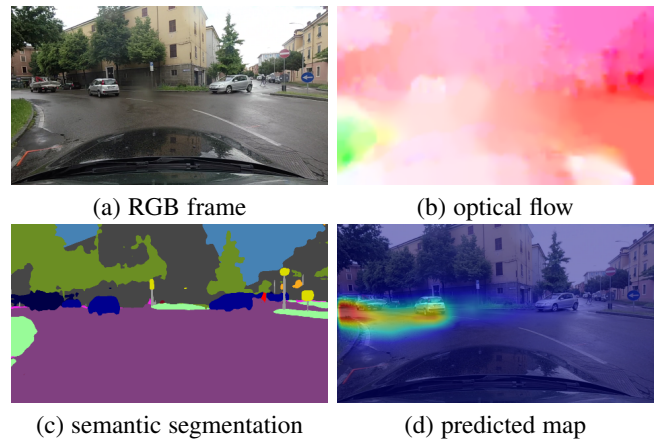 (a) RGB frame
(b) optical flow
(c) semantic segmentation
(d) predicted map